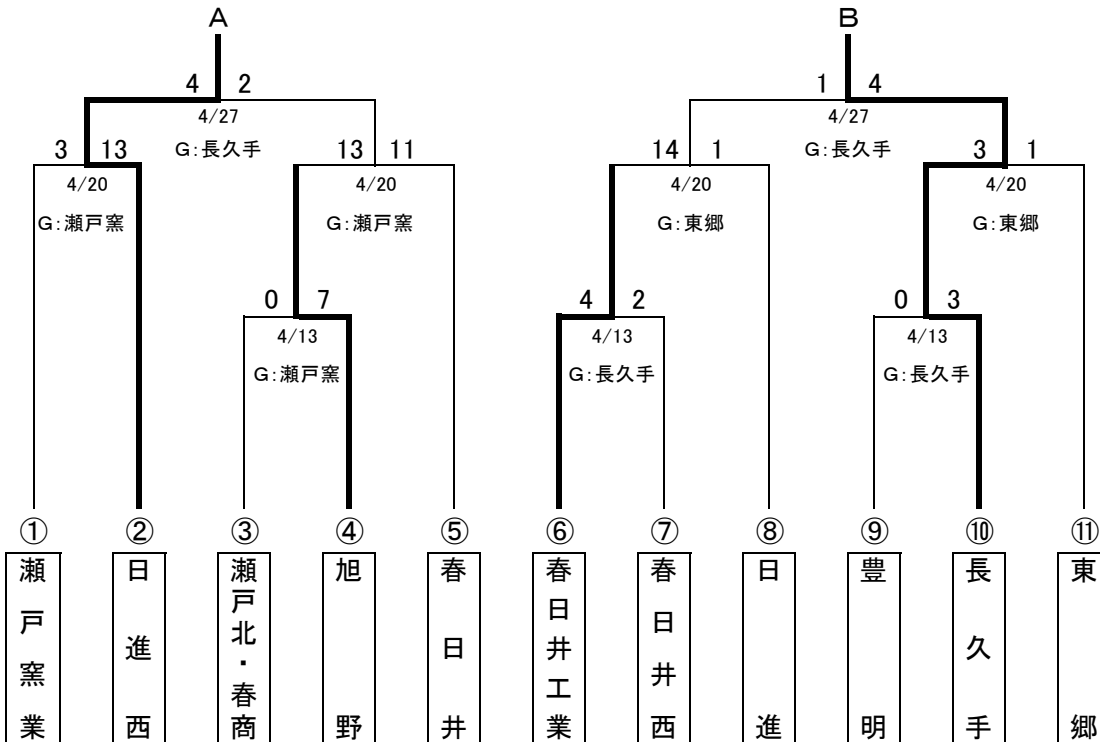 A B
4 2 1 4
4/27 4/27
G:長久手 G:長久手
3 13 13 11 14 1 3 1
4/20 4/20 4/20 4/20
G:瀬戸窯 G:瀬戸窯 G:東郷 G:東郷
0 7 4 2 0 3
4/13 4/13 4/13
G:瀬戸窯 G:長久手 G:長久手
① ② ③ ④ ⑤ ⑥ ⑦ ⑧ ⑨ ⑩ ⑪
瀬戸窯業
日進西
瀬戸北・春商
旭野
春日井
春日井工業
春日井西
日進
豊明
長久手
東郷